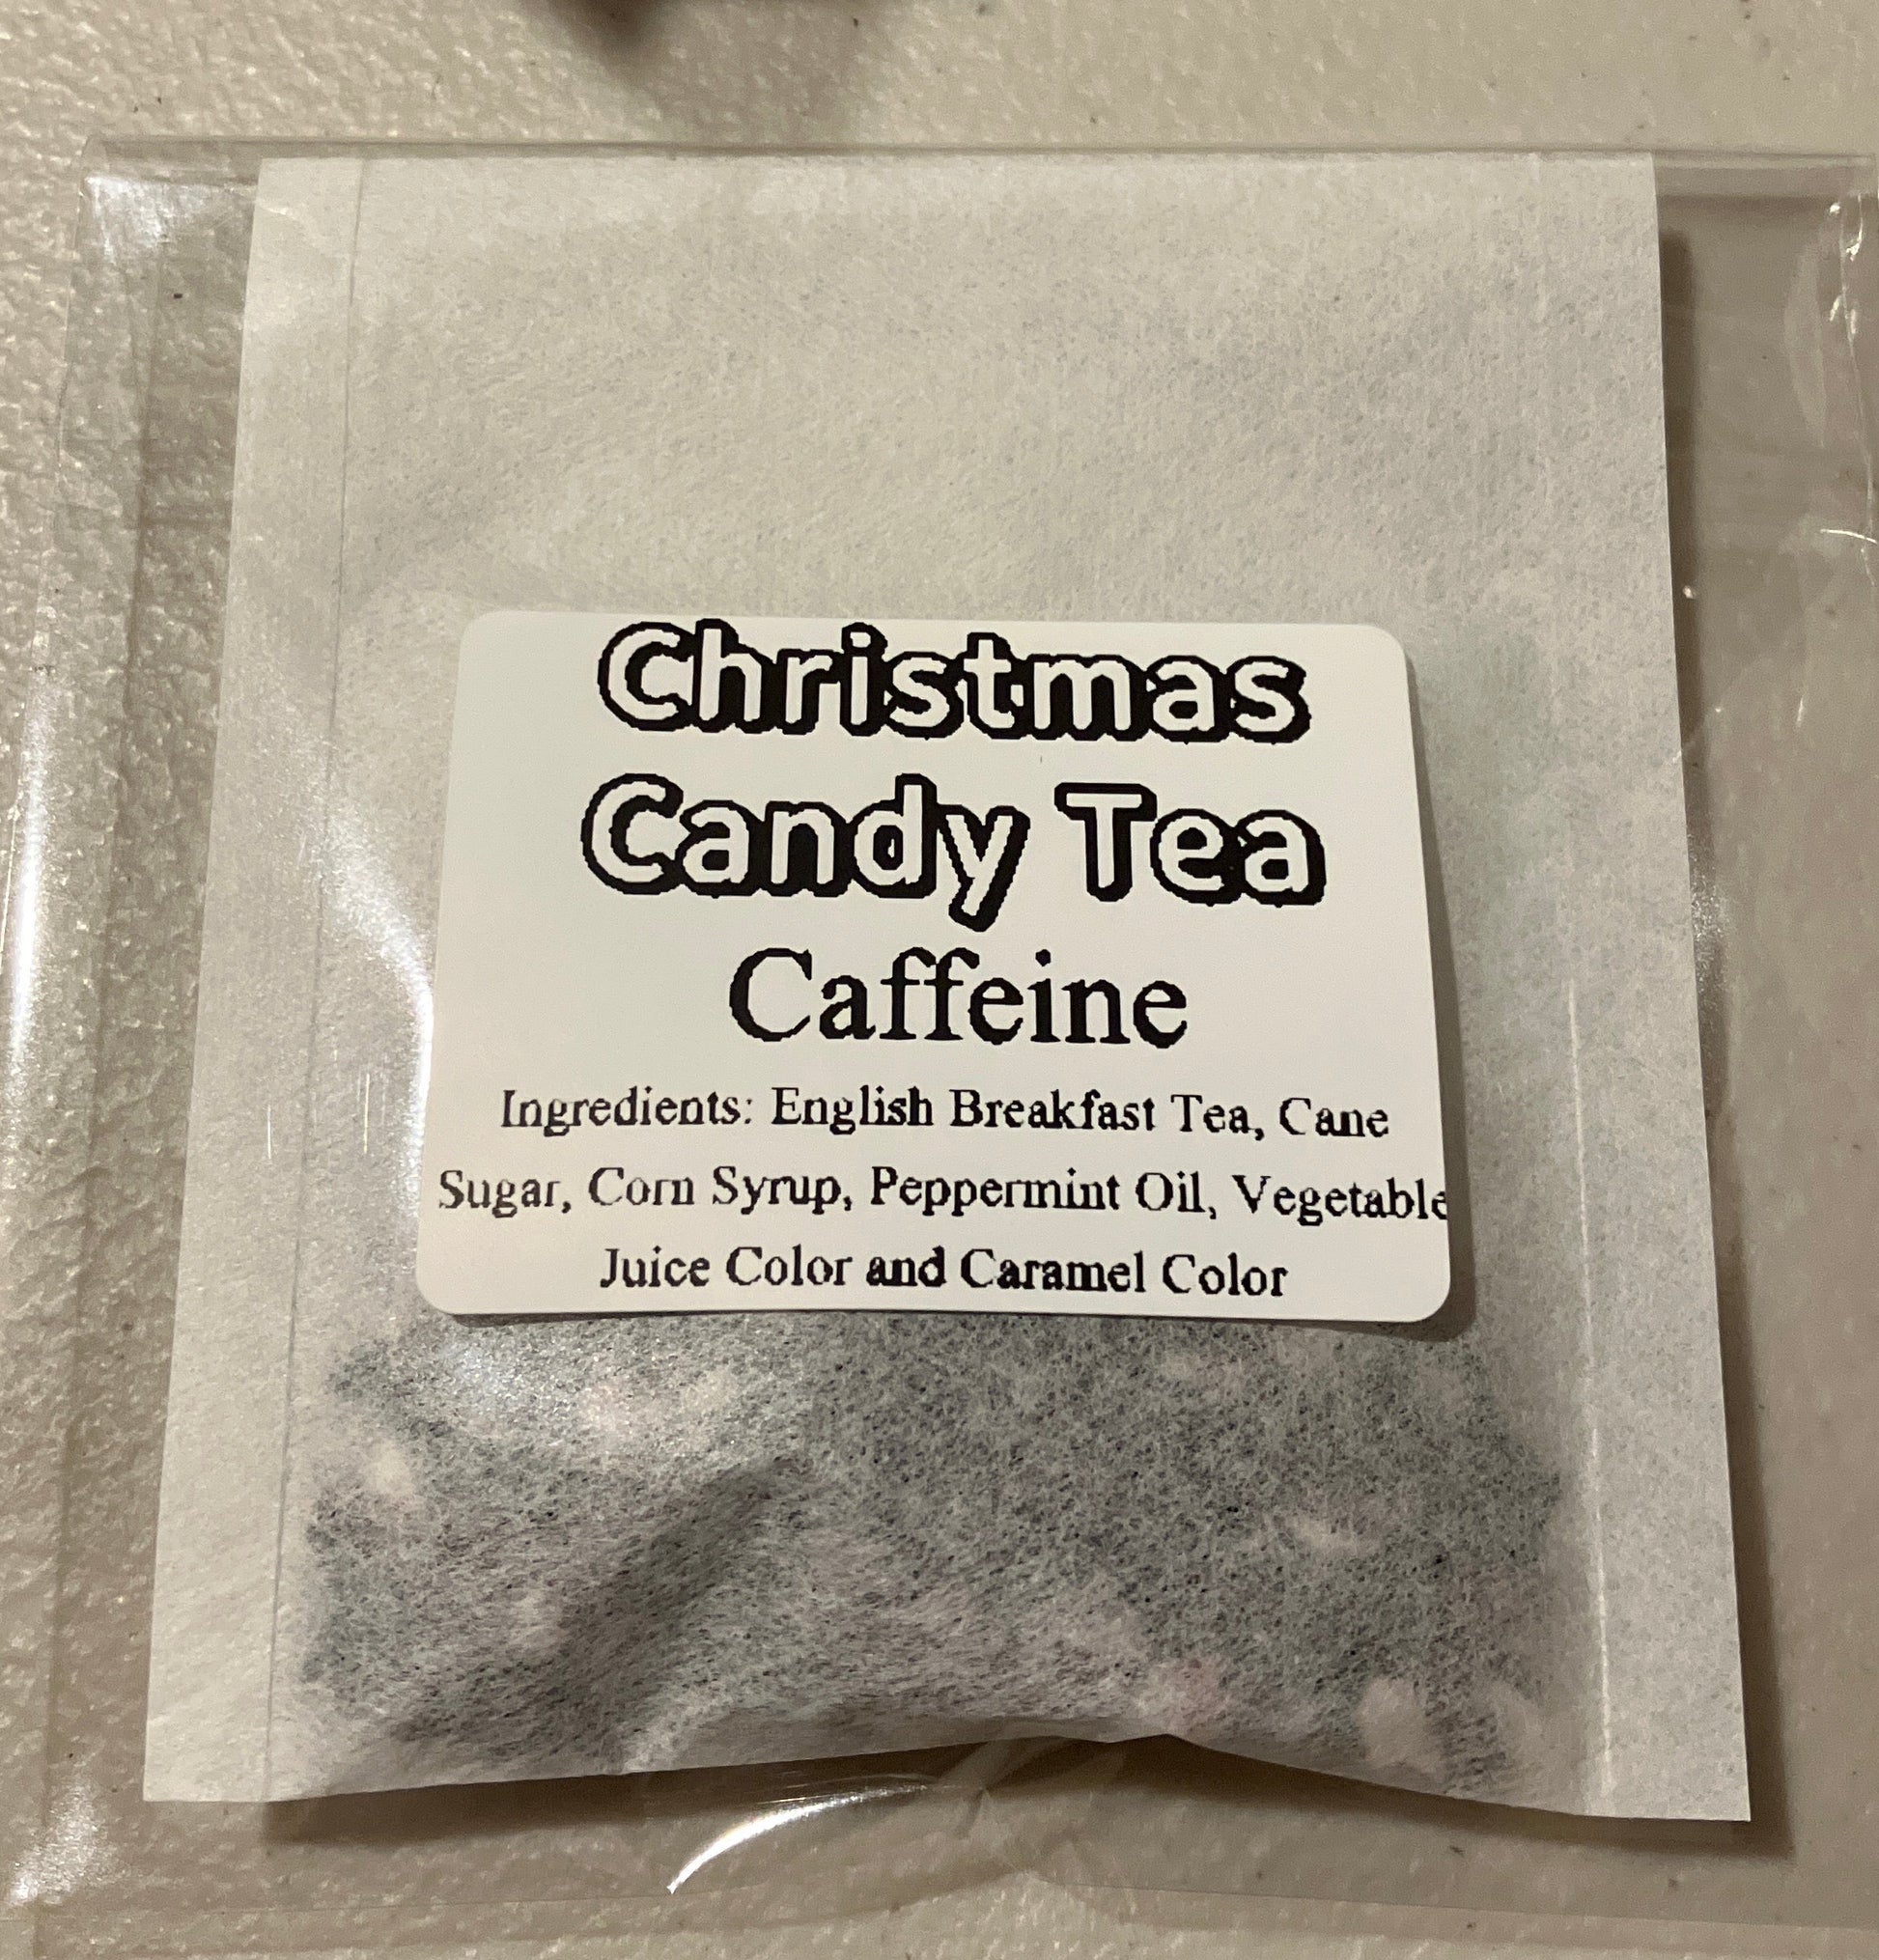 Christmas
Candy Tea
Caffeine
Ingredients: English Breakfast Tea, Cane
Sugar, Corn Syrup, Peppermint Oil, Vegetable
Juice Color and Caramel Color